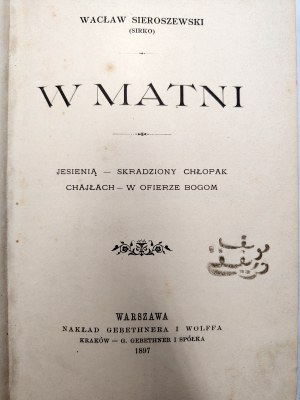 WACŁAW SIEROSZEWSKI
(SIRKO)
W MATNI
JESIENIĄ — SKRADZIONY CHŁOPAK
CHAJŁACH — W OFIERZE BOGOM
WARSZAWA
NAKŁAD GEBETHNERA I WOLFFA
KRAKÓW — G. GEBETHNER I SPÓŁKA
1897